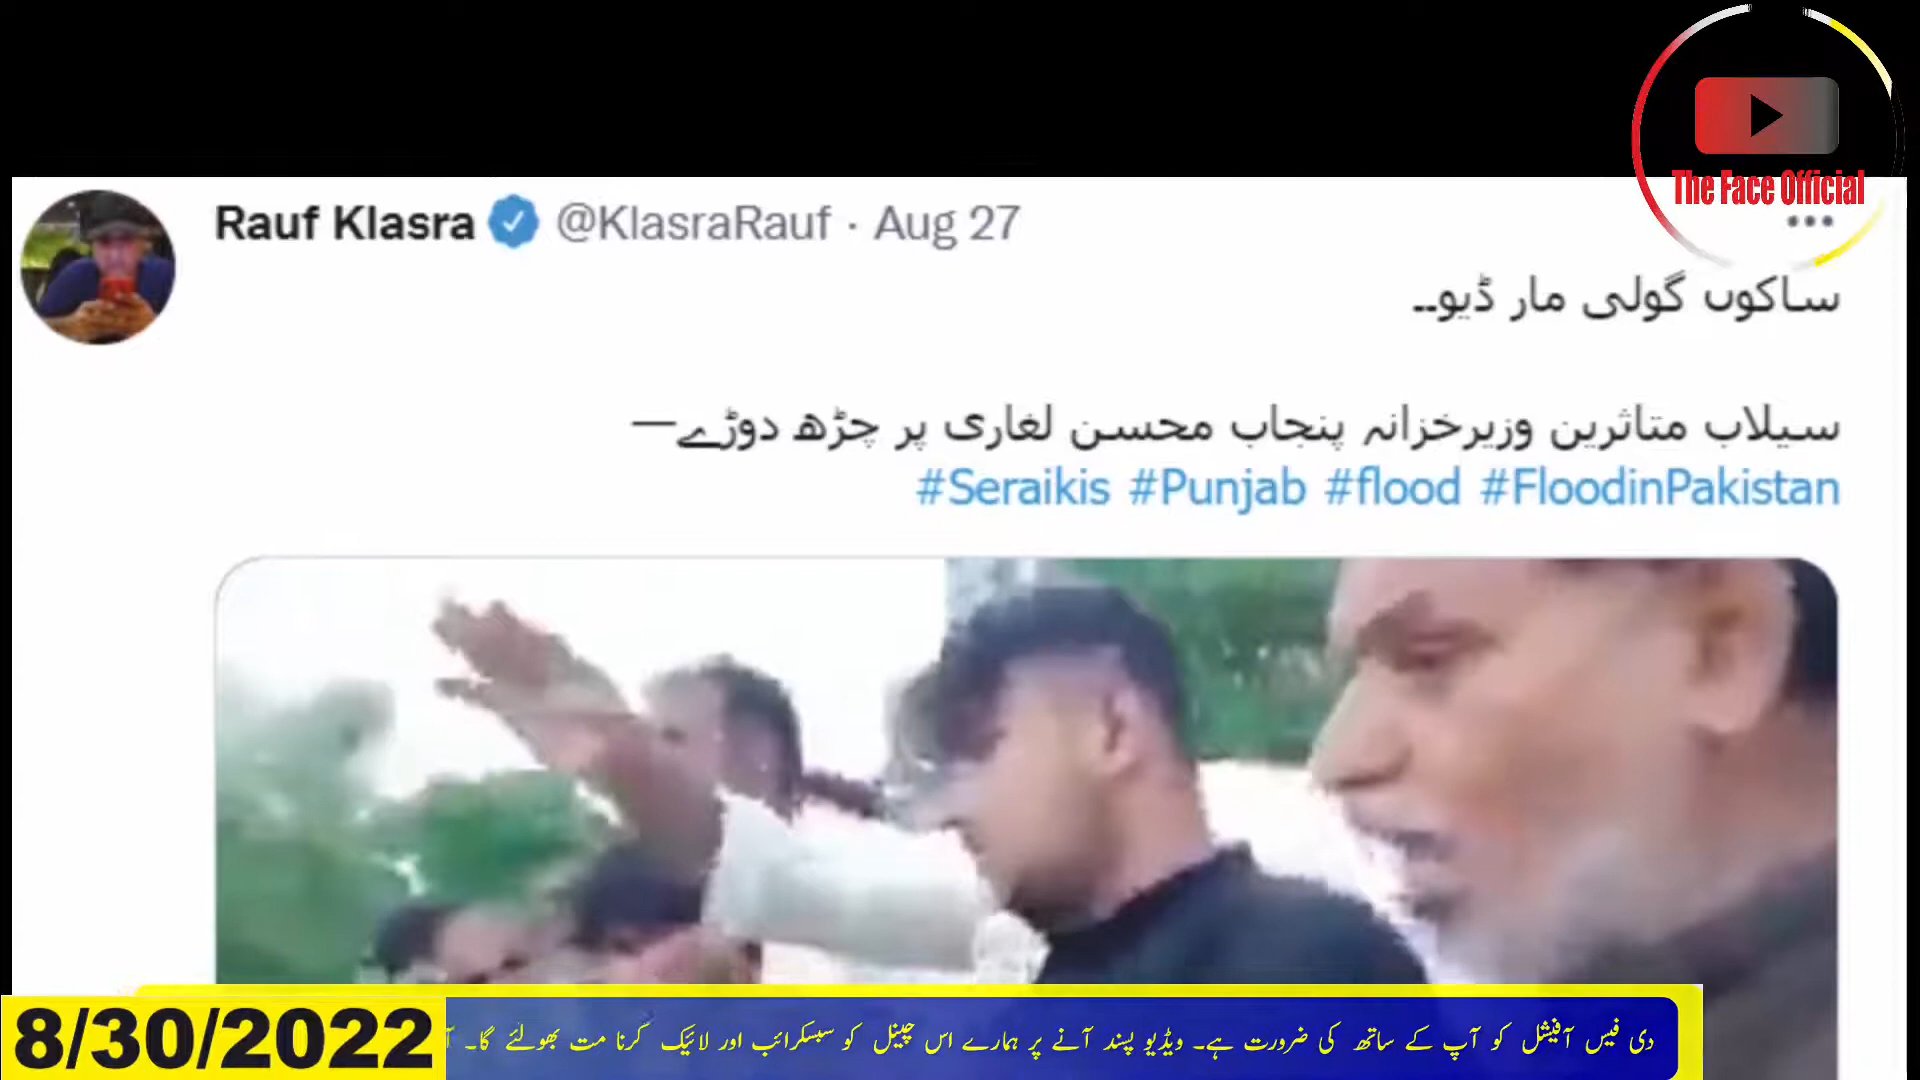 The Face Official
Rauf Klasra @KlasraRauf · Aug 27
ساکوں گولی مار ڈیو۔۔
سیلاب متاثرین وزیرخزانہ پنجاب محسن لغاری پر چڑھ دوڑے—
#Seraikis #Punjab #flood #FloodinPakistan
8/30/2022
دی فیس آفیشل کو آپ کے ساتھ کی ضرورت ہے۔ ویڈیو پسند آنے پر ہمارے اس چینل کو سبسکرائب اور لائیک کرنا مت بھولئے گا۔